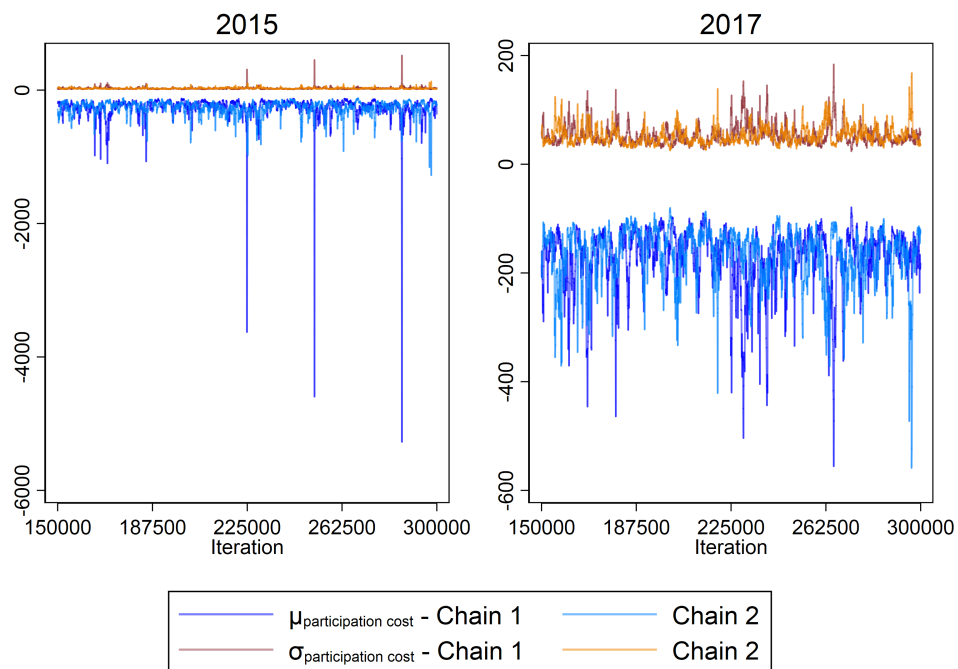 2015
2017
0
-2000
-4000
-6000
200
0
-200
-400
-600
150000 187500 225000 262500 300000
150000 187500 225000 262500 300000
Iteration
Iteration
μparticipation cost - Chain 1
Chain 2
σparticipation cost - Chain 1
Chain 2